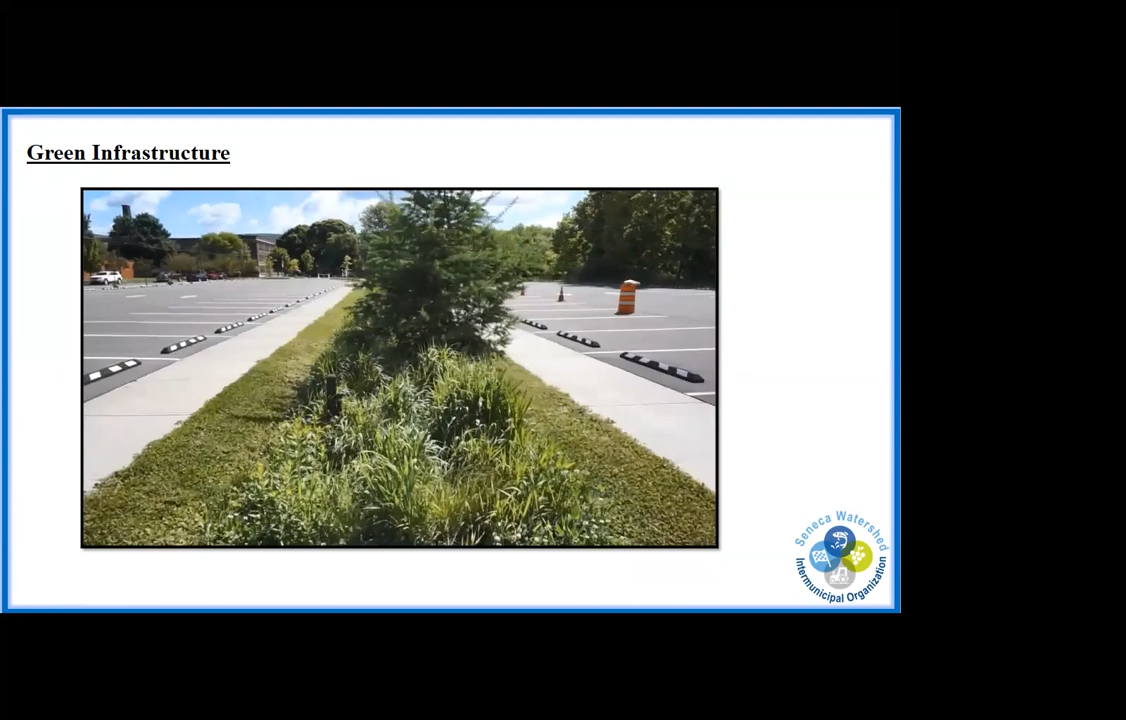 Green Infrastructure
Seneca Watershed
Intermunicipal Organization